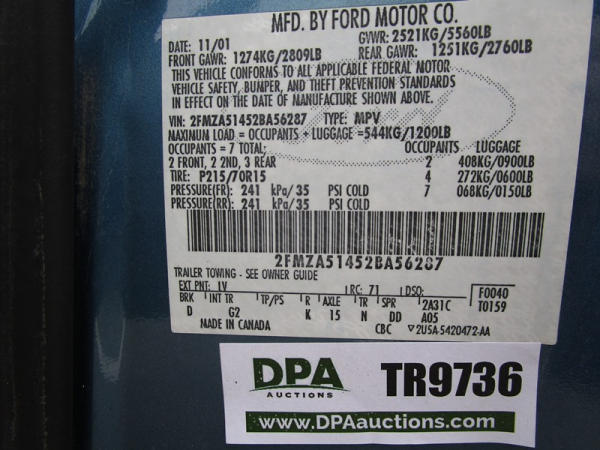 MFD. BY FORD MOTOR CO.
DATE: 11/01 GVWR: 2521KG/5560LB
FRONT GAWR: 1274KG/2809LB REAR GAWR: 1251KG/2760LB
THIS VEHICLE CONFORMS TO ALL APPLICABLE FEDERAL MOTOR
VEHICLE SAFETY, BUMPER, AND THEFT PREVENTION STANDARDS
IN EFFECT ON THE DATE OF MANUFACTURE SHOWN ABOVE.
VIN: 2FMZA51452BA56287 TYPE: MPV
MAXIMUM LOAD = OCCUPANTS + LUGGAGE = 544KG/1200LB
OCCUPANTS = 7 TOTAL; OCCUPANTS LUGGAGE
2 FRONT, 2 2ND, 3 REAR 2 408KG/0900LB
TIRE: P215/70R15 4 272KG/0600LB
PRESSURE(FR): 241 kPa/35 PSI COLD 7 068KG/0150LB
PRESSURE(RR): 241 kPa/35 PSI COLD
2FMZA51452BA56287
TRAILER TOWING - SEE OWNER GUIDE
EXT PNT: LV RC: 71 DSO: F0040
BRK INT TR TP/PS R AXLE TR SPR 2A31C T0159
D G2 K 15 N DD A05
MADE IN CANADA CBC ▽2U5A-5420472-AA
DPA AUCTIONS TR9736
www.DPAauctions.com